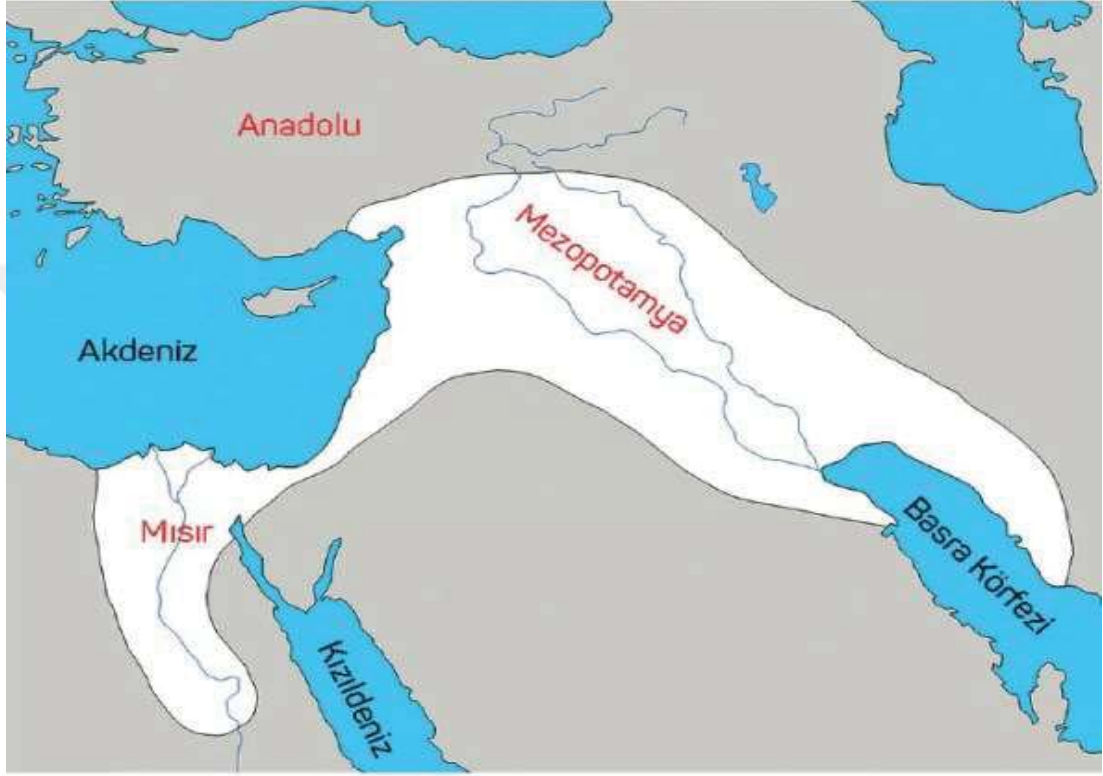 Anadolu
Mezopotamya
Akdeniz
Mısır
Basra Körfezi
Kızıldeniz